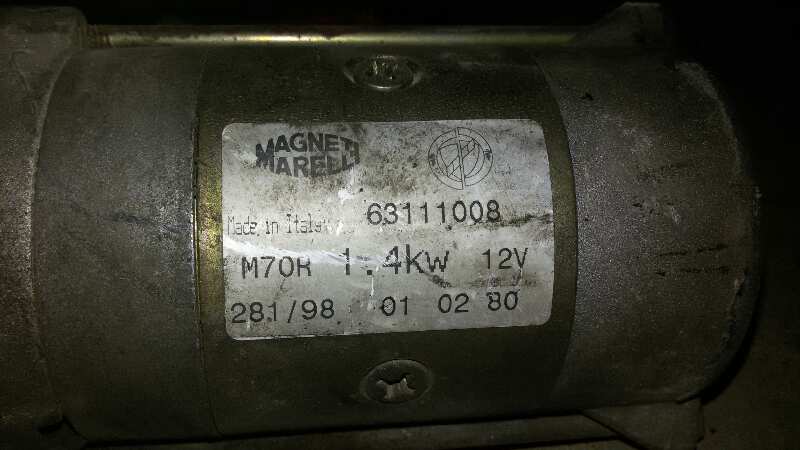 MAGNETI
MARELLI
Made in Italy 63111008
M70R 1.4KW 12V
281/98 01 02 80